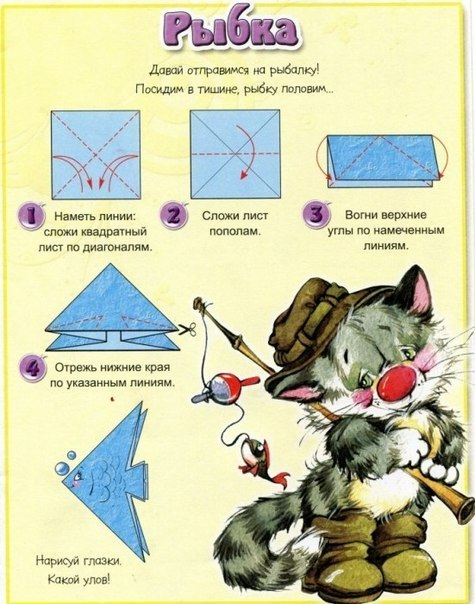 Рыбка
Давай отправимся на рыбалку!
Посидим в тишине, рыбку половим...
1 Наметь линии:
сложи квадратный
лист по диагоналям.
2 Сложи лист
пополам.
3 Вогни верхние
углы по намеченным
линиям.
4 Отрежь нижние края
по указанным линиям.
Нарисуй глазки.
Какой улов!